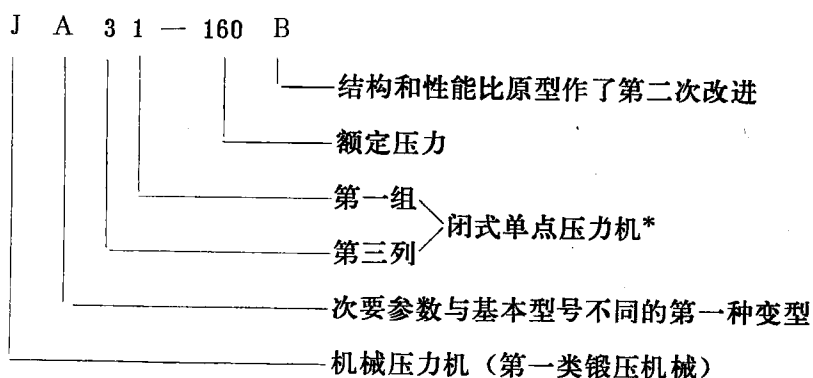 J A 3 1 — 160 B
结构和性能比原型作了第二次改进
额定压力
第一组
闭式单点压力机*
第三列
次要参数与基本型号不同的第一种变型
机械压力机（第一类锻压机械）